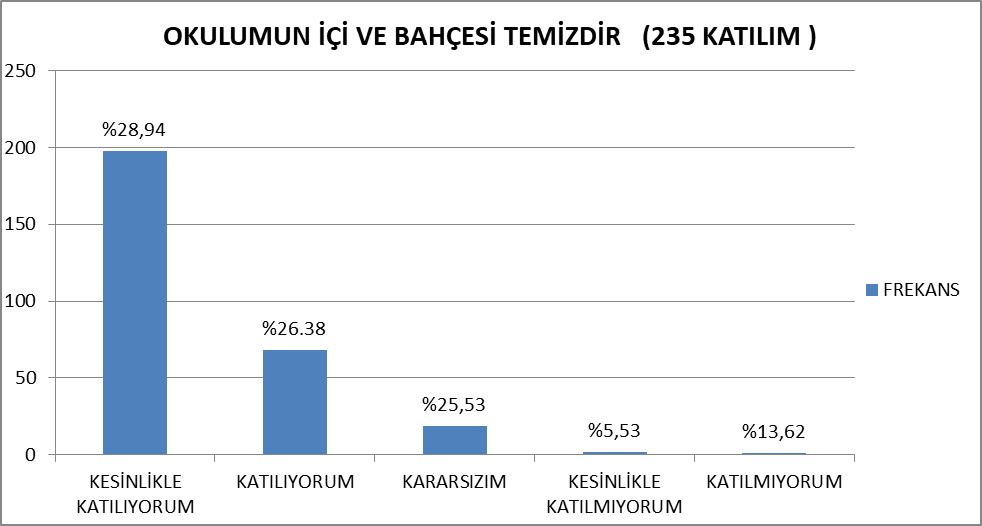 OKULUMUN İÇİ VE BAHÇESİ TEMİZDİR (235 KATILIM )
250
200
150
100
50
0
%28,94
%26.38
%25,53
%5,53
%13,62
KESİNLİKLE
KATILIYORUM
KATILIYORUM
KARARSIZIM
KESİNLİKLE
KATILMIYORUM
KATILMIYORUM
FREKANS